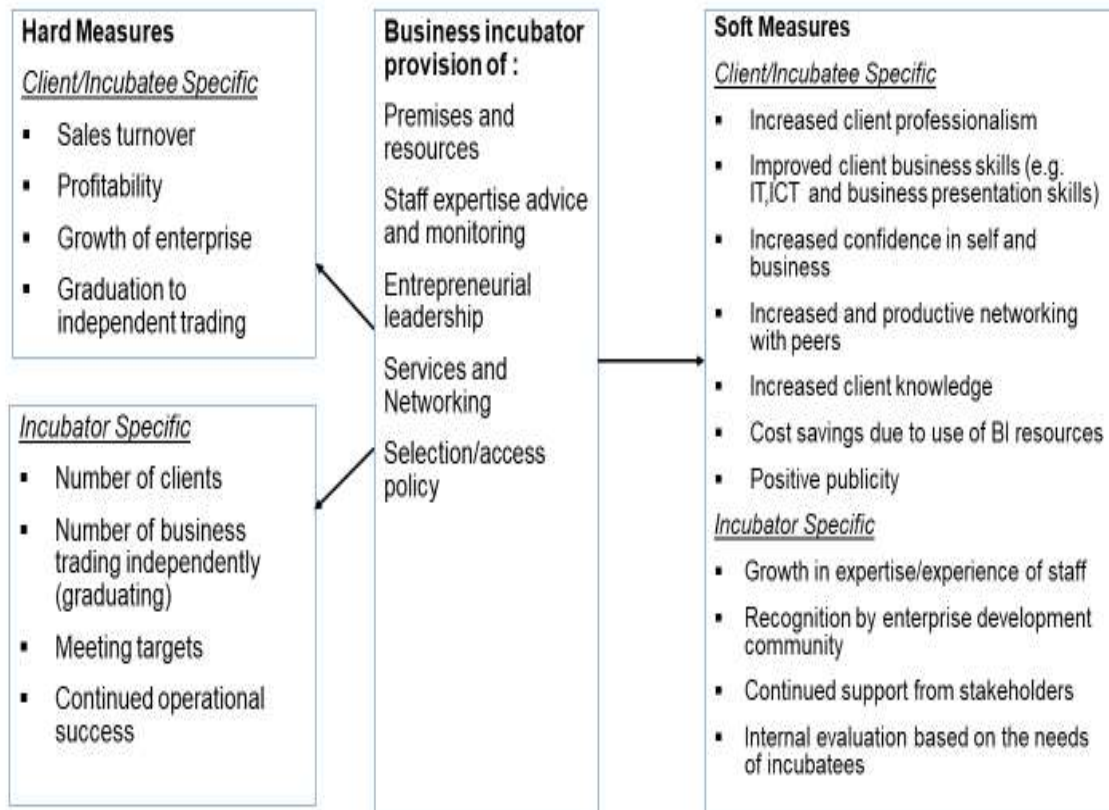 Hard Measures
Client/Incubatee Specific
▪ Sales turnover
▪ Profitability
▪ Growth of enterprise
▪ Graduation to
independent trading
Incubator Specific
▪ Number of clients
▪ Number of business
trading independently
(graduating)
▪ Meeting targets
▪ Continued operational
success
Business incubator
provision of :
Premises and
resources
Staff expertise advice
and monitoring
Entrepreneurial
leadership
Services and
Networking
Selection/access
policy
Soft Measures
Client/Incubatee Specific
▪ Increased client professionalism
▪ Improved client business skills (e.g.
IT,ICT and business presentation skills)
▪ Increased confidence in self and
business
▪ Increased and productive networking
with peers
▪ Increased client knowledge
▪ Cost savings due to use of BI resources
▪ Positive publicity
Incubator Specific
▪ Growth in expertise/experience of staff
▪ Recognition by enterprise development
community
▪ Continued support from stakeholders
▪ Internal evaluation based on the needs
of incubatees